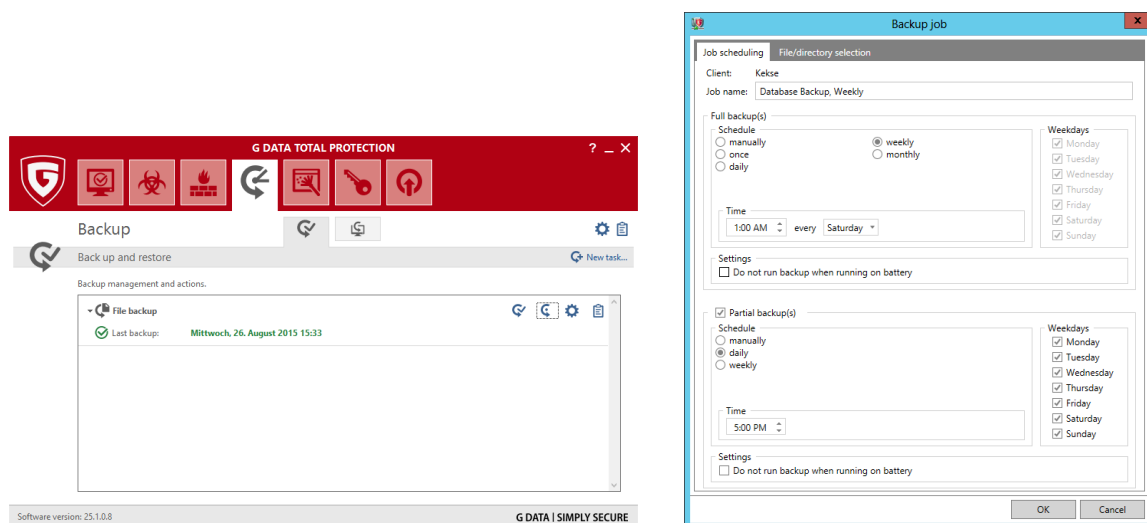 G DATA TOTAL PROTECTION
Backup
Back up and restore
New task...
Backup management and actions.
File backup
Last backup: Mittwoch, 26. August 2015 15:33
Software version: 25.1.0.8
G DATA | SIMPLY SECURE
Backup job
Job scheduling File/directory selection
Client: Kekse
Job name: Database Backup, Weekly
Full backup(s)
Schedule
manually
once
daily
weekly
monthly
Weekdays
Monday
Tuesday
Wednesday
Thursday
Friday
Saturday
Sunday
Time
1:00 AM every Saturday
Settings
Do not run backup when running on battery
Partial backup(s)
Schedule
manually
daily
weekly
Weekdays
Monday
Tuesday
Wednesday
Thursday
Friday
Saturday
Sunday
Time
5:00 PM
Settings
Do not run backup when running on battery
OK Cancel